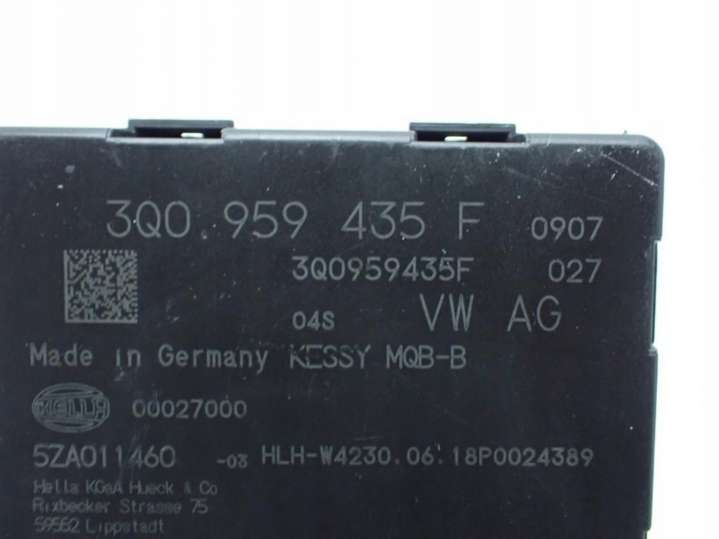 3Q0.959 435 F 0907
3Q0959435F 027
04S VW AG
Made in Germany KESSY MQB-B
HELLA 00027000
5ZA011460 -03 HLH-W4230.06.18P0024389
Hella KGaA Hueck & Co
Rixbecker Strasse 75
59552 Lippstadt